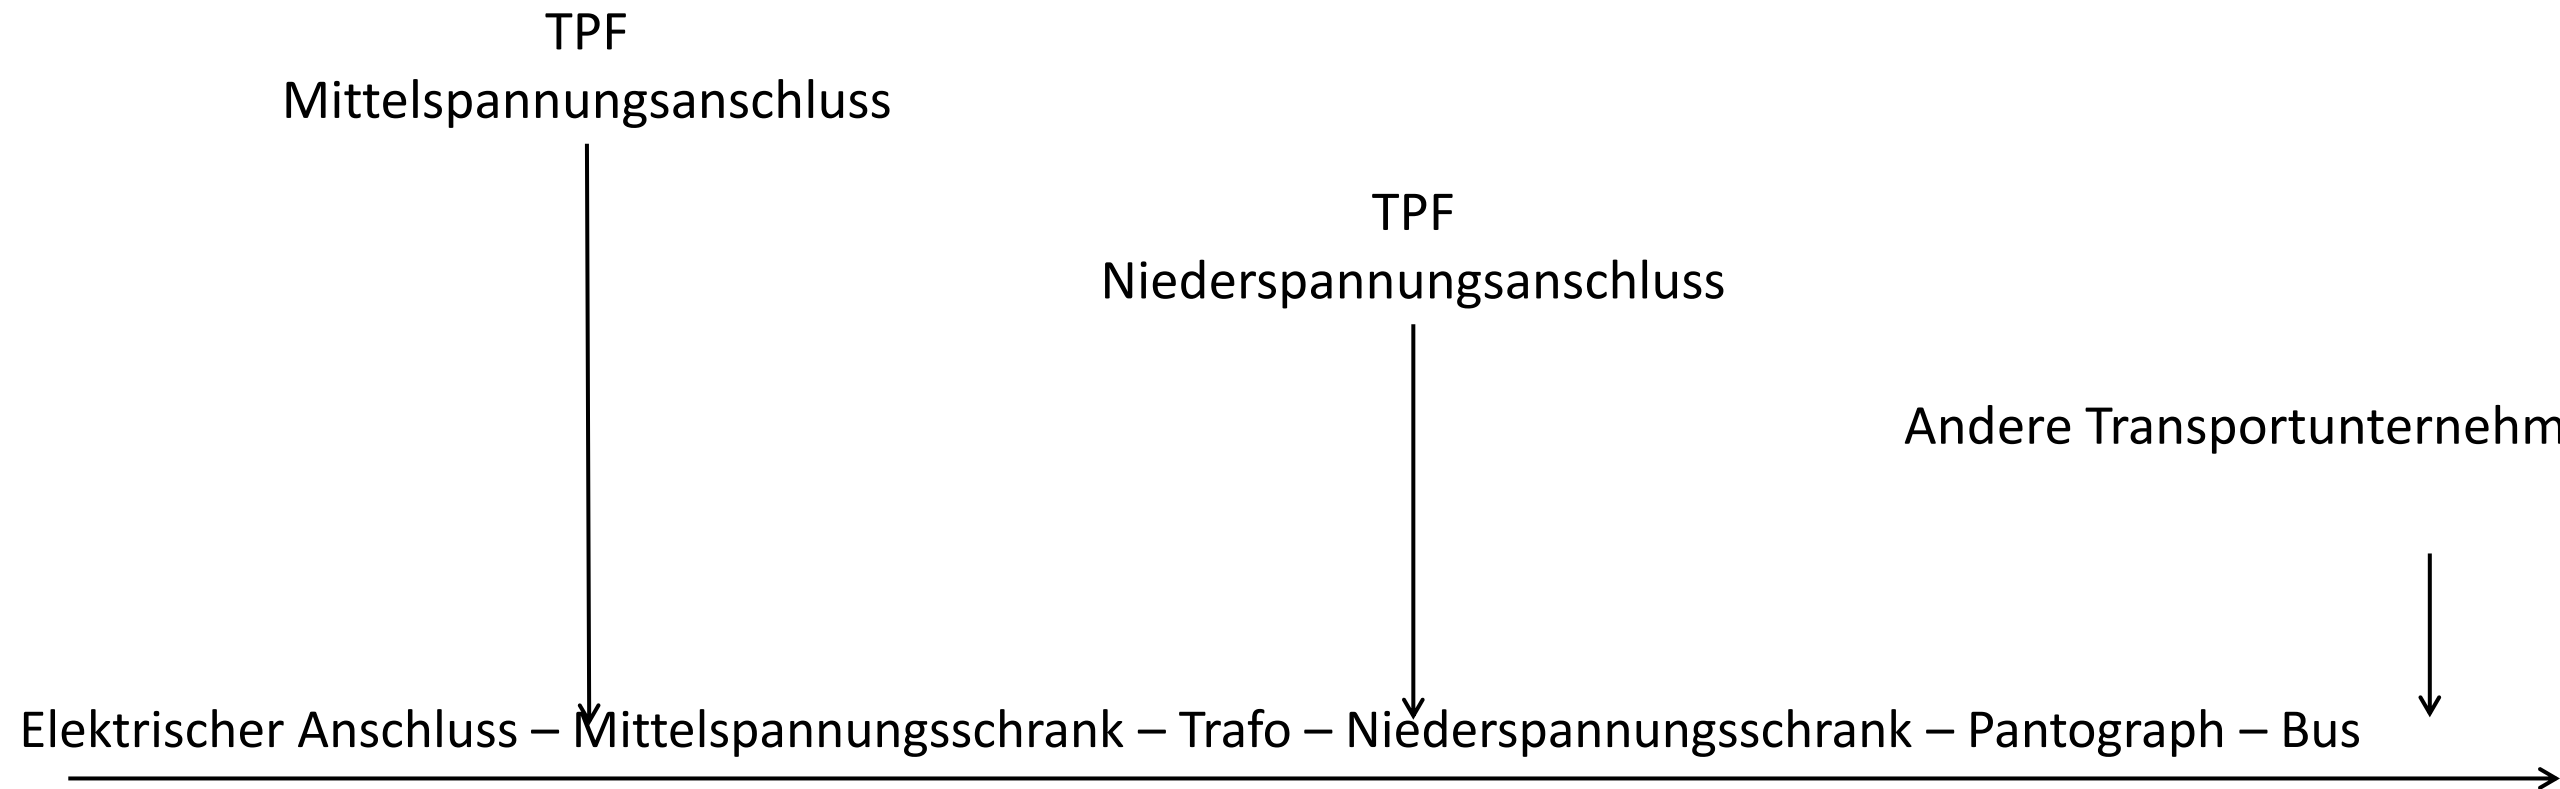 TPF
Mittelspannungsanschluss
TPF
Niederspannungsanschluss
Andere Transportunternehm
Elektrischer Anschluss – Mittelspannungsschrank – Trafo – Niederspannungsschrank – Pantograph – Bus